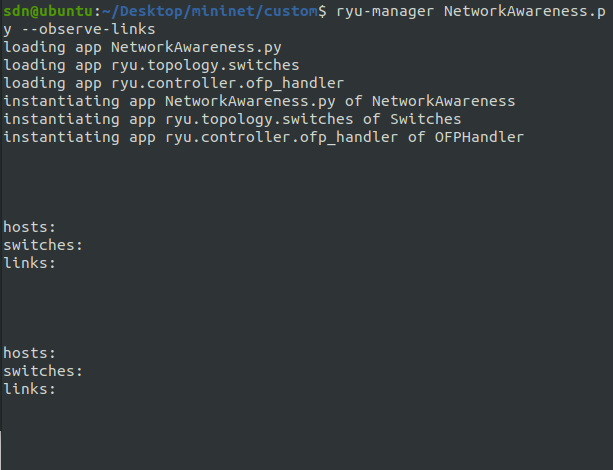 sdn@ubuntu:~/Desktop/mininet/custom$ ryu-manager NetworkAwareness.p
y --observe-links
loading app NetworkAwareness.py
loading app ryu.topology.switches
loading app ryu.controller.ofp_handler
instantiating app NetworkAwareness.py of NetworkAwareness
instantiating app ryu.topology.switches of Switches
instantiating app ryu.controller.ofp_handler of OFPHandler
hosts:
switches:
links:
hosts:
switches:
links: